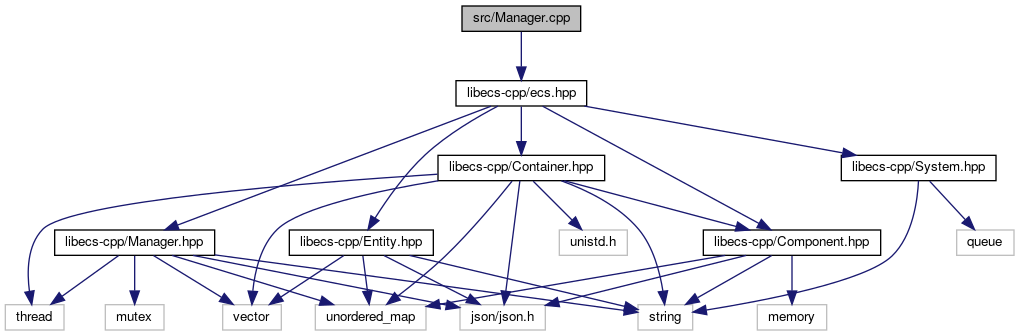 src/Manager.cpp
libecs-cpp/ecs.hpp
libecs-cpp/Container.hpp
libecs-cpp/System.hpp
libecs-cpp/Manager.hpp
libecs-cpp/Entity.hpp
unistd.h
libecs-cpp/Component.hpp
queue
thread
mutex
vector
unordered_map
json/json.h
string
memory